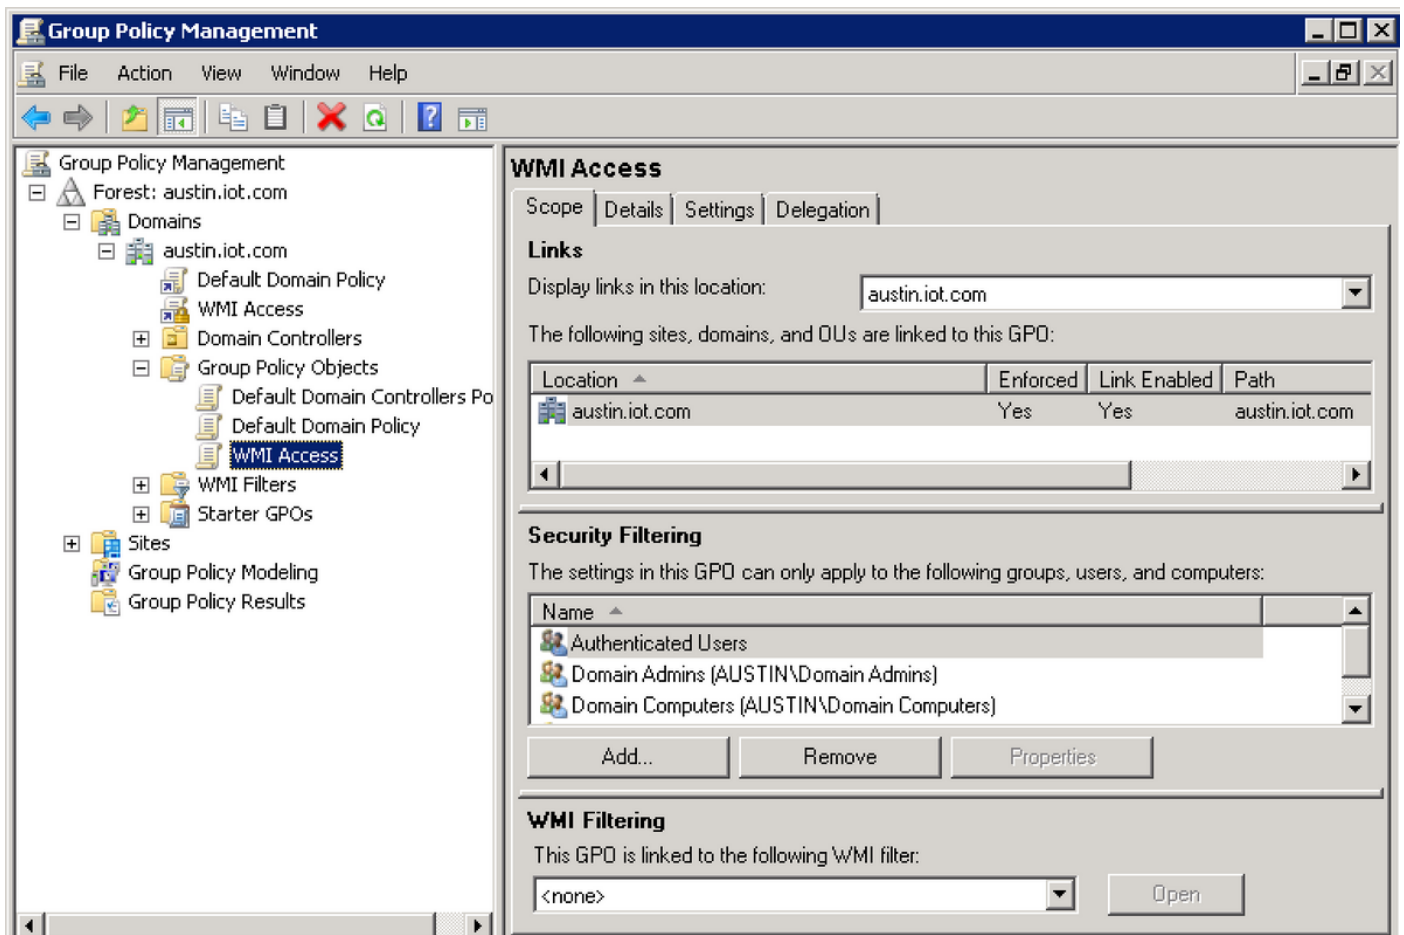 Group Policy Management
File Action View Window Help
Group Policy Management
Forest: austin.iot.com
Domains
austin.iot.com
Default Domain Policy
WMI Access
Domain Controllers
Group Policy Objects
Default Domain Controllers Po
Default Domain Policy
WMI Access
WMI Filters
Starter GPOs
Sites
Group Policy Modeling
Group Policy Results
WMI Access
Scope Details Settings Delegation
Links
Display links in this location: austin.iot.com
The following sites, domains, and OUs are linked to this GPO:
Location Enforced Link Enabled Path
austin.iot.com Yes Yes austin.iot.com
Security Filtering
The settings in this GPO can only apply to the following groups, users, and computers:
Name
Authenticated Users
Domain Admins (AUSTIN\Domain Admins)
Domain Computers (AUSTIN\Domain Computers)
Add... Remove Properties
WMI Filtering
This GPO is linked to the following WMI filter:
<none> Open